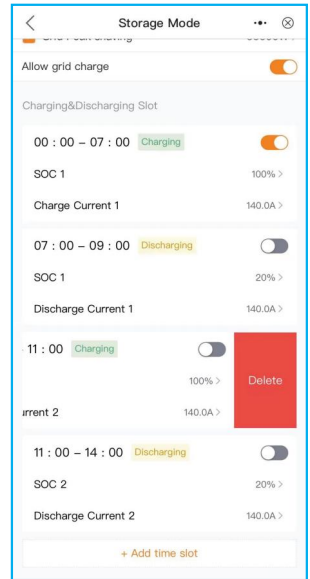 Storage Mode
Allow grid charge
Charging&Discharging Slot
00 : 00 – 07 : 00 Charging
SOC 1 100% >
Charge Current 1 140.0A >
07 : 00 – 09 : 00 Discharging
SOC 1 20% >
Discharge Current 1 140.0A >
11 : 00 Charging
100% > Delete
urrent 2 140.0A >
11 : 00 – 14 : 00 Discharging
SOC 2 20% >
Discharge Current 2 140.0A >
+ Add time slot